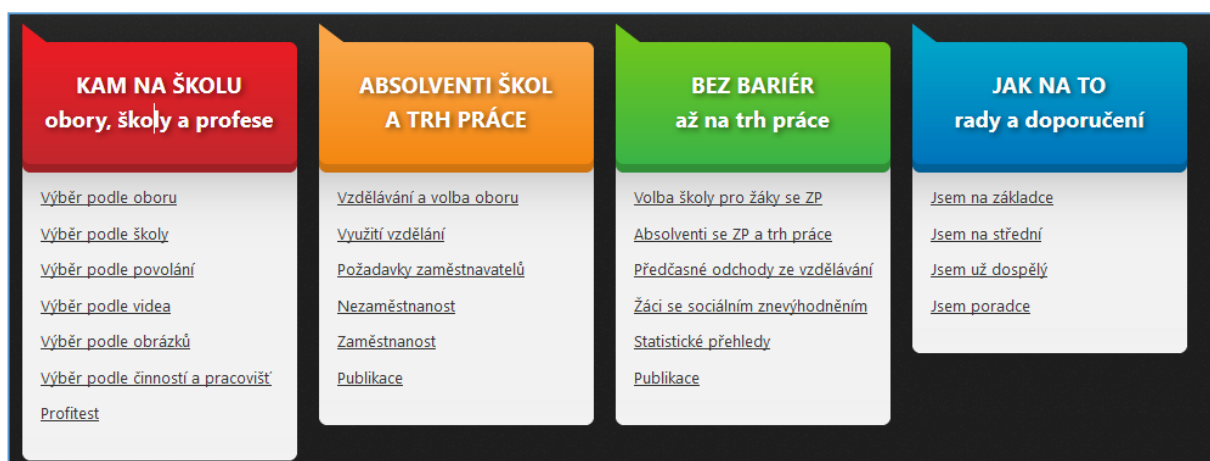 KAM NA ŠKOLU
obory, školy a profese
Výběr podle oboru
Výběr podle školy
Výběr podle povolání
Výběr podle videa
Výběr podle obrázků
Výběr podle činností a pracovišť
Profitest
ABSOLVENTI ŠKOL
A TRH PRÁCE
Vzdělávání a volba oboru
Využití vzdělání
Požadavky zaměstnavatelů
Nezaměstnanost
Zaměstnanost
Publikace
BEZ BARIÉR
až na trh práce
Volba školy pro žáky se ZP
Absolventi se ZP a trh práce
Předčasné odchody ze vzdělávání
Žáci se sociálním znevýhodněním
Statistické přehledy
Publikace
JAK NA TO
rady a doporučení
Jsem na základce
Jsem na střední
Jsem už dospělý
Jsem poradce